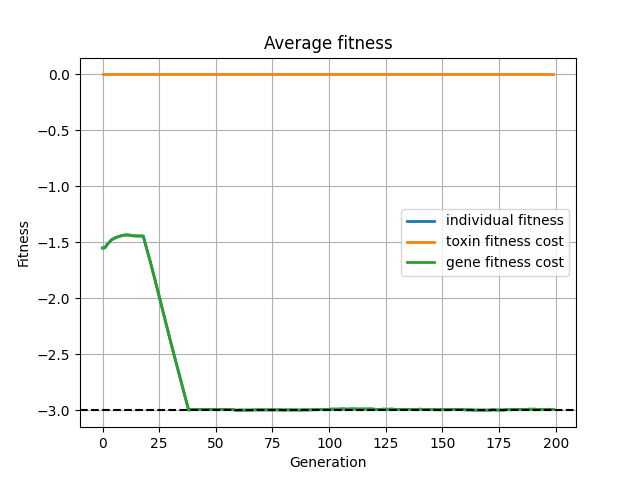 Average fitness
0.0
−0.5
−1.0
−1.5
−2.0
−2.5
−3.0
Fitness
individual fitness
toxin fitness cost
gene fitness cost
0 25 50 75 100 125 150 175 200
Generation